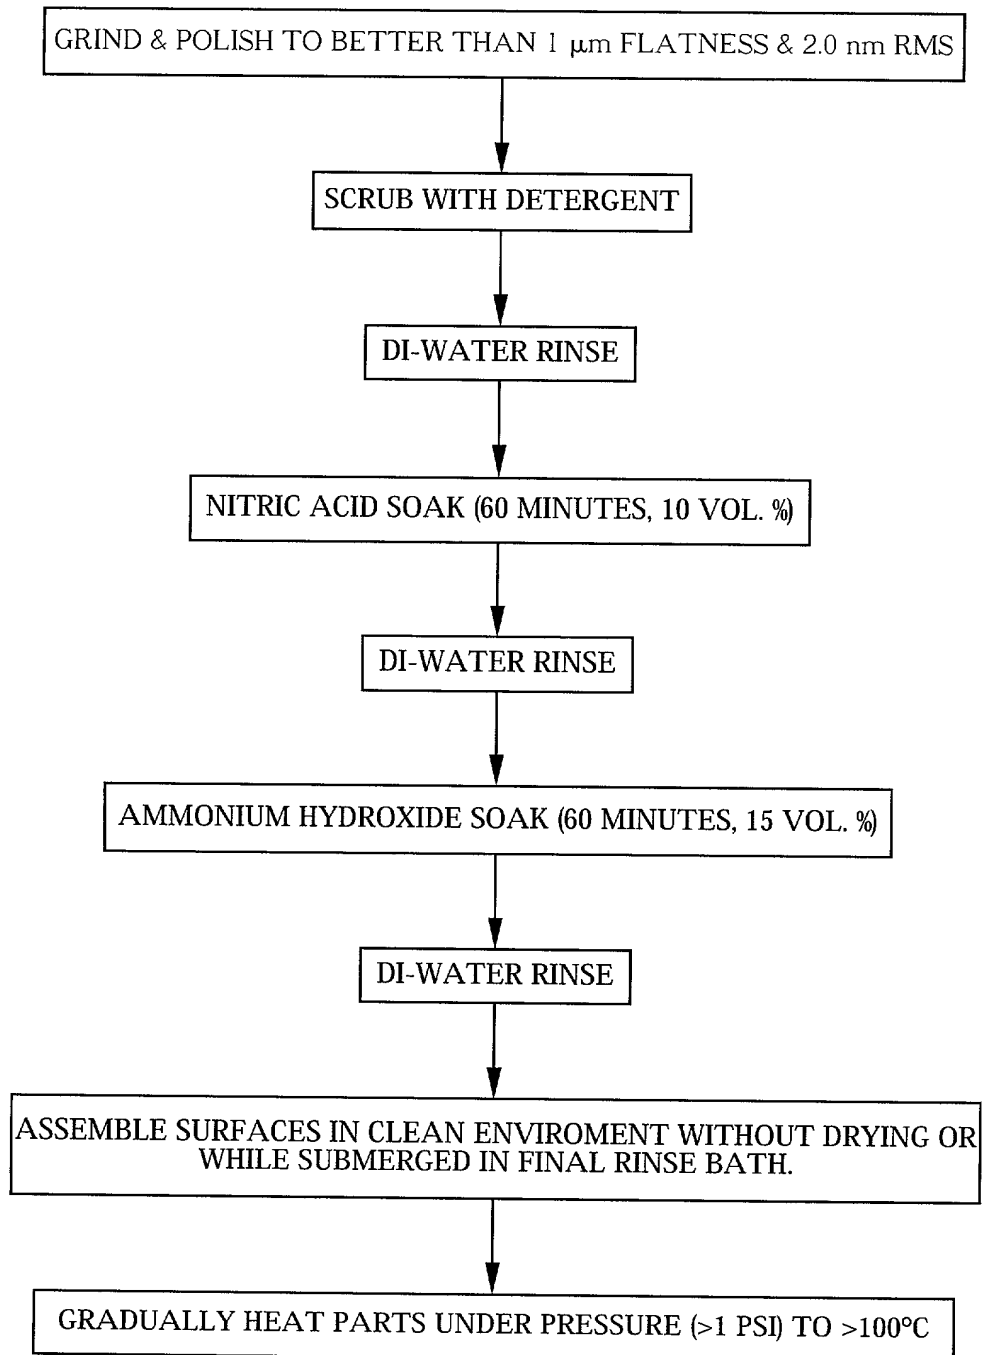 GRIND & POLISH TO BETTER THAN 1 μm FLATNESS & 2.0 nm RMS
SCRUB WITH DETERGENT
DI-WATER RINSE
NITRIC ACID SOAK (60 MINUTES, 10 VOL. %)
DI-WATER RINSE
AMMONIUM HYDROXIDE SOAK (60 MINUTES, 15 VOL. %)
DI-WATER RINSE
ASSEMBLE SURFACES IN CLEAN ENVIROMENT WITHOUT DRYING OR
WHILE SUBMERGED IN FINAL RINSE BATH.
GRADUALLY HEAT PARTS UNDER PRESSURE (>1 PSI) TO >100°C